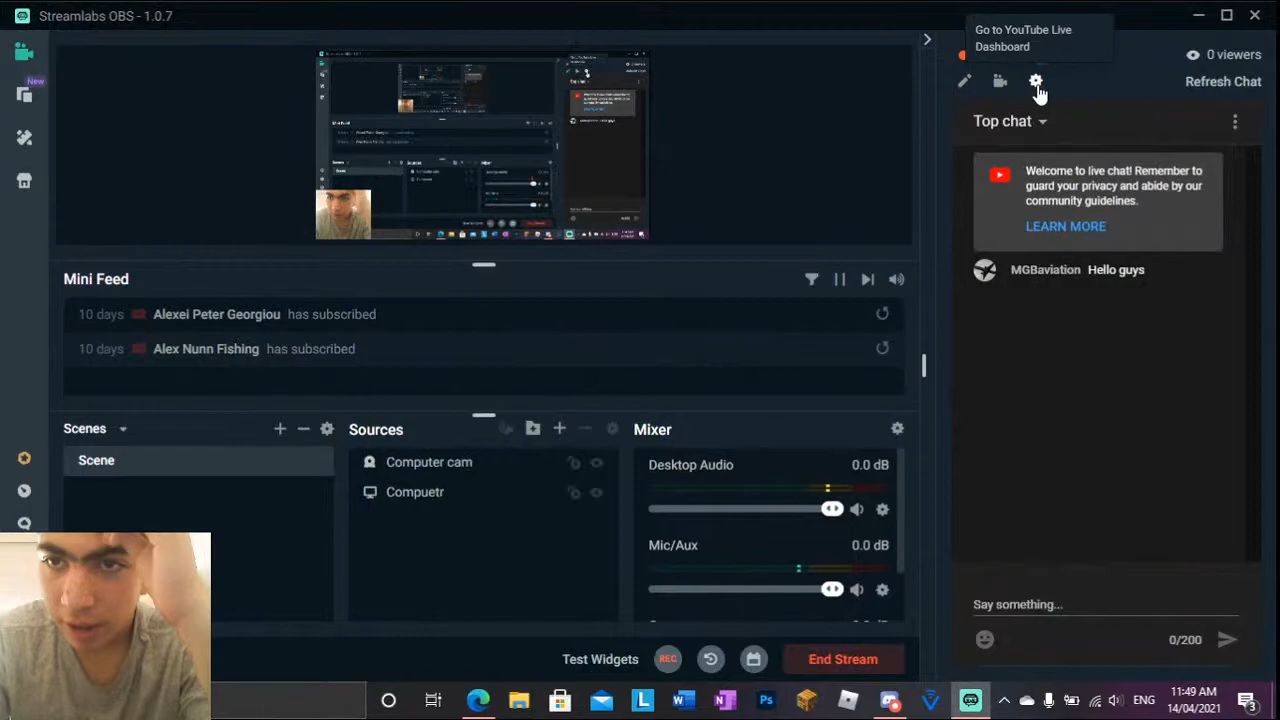 Streamlabs OBS - 1.0.7
Go to YouTube Live
Dashboard
0 viewers
New
Refresh Chat
Top chat
Welcome to live chat! Remember to
guard your privacy and abide by our
community guidelines.
LEARN MORE
MGBaviation Hello guys
Mini Feed
10 days Alexei Peter Georgiou has subscribed
10 days Alex Nunn Fishing has subscribed
Scenes
Sources
Mixer
Scene
Computer cam
Compuetr
Desktop Audio 0.0 dB
Mic/Aux 0.0 dB
Say something...
0/200
Test Widgets
REC
End Stream
L
Ps
ENG
11:49 AM
14/04/2021
3